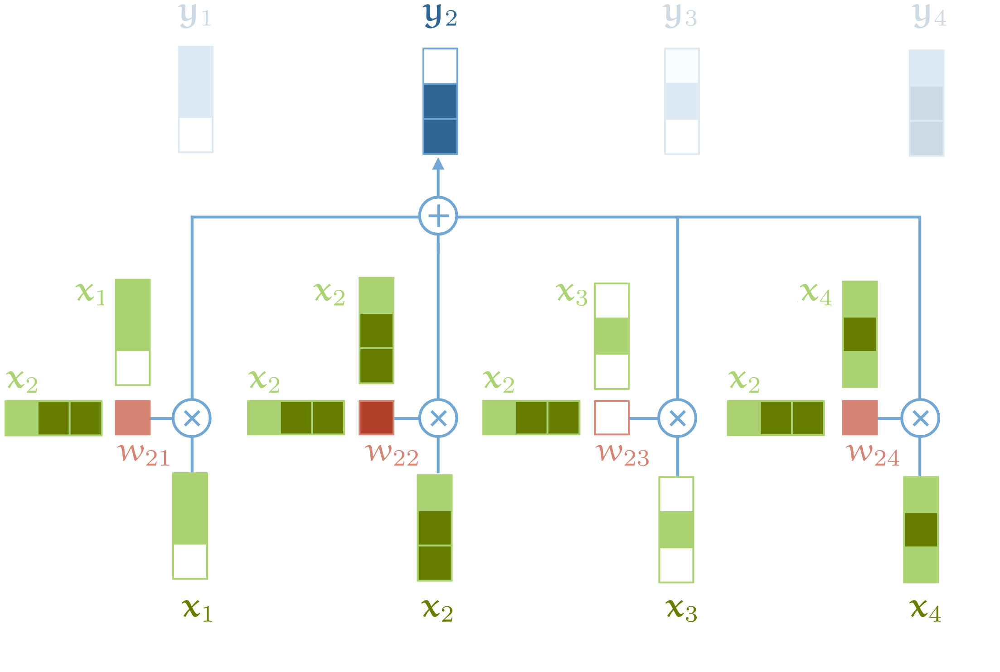 y₁ y₂ y₃ y₄
x₁ x₂ x₃ x₄
x₂ x₂ x₂ x₂
w₂₁ w₂₂ w₂₃ w₂₄
x₁ x₂ x₃ x₄